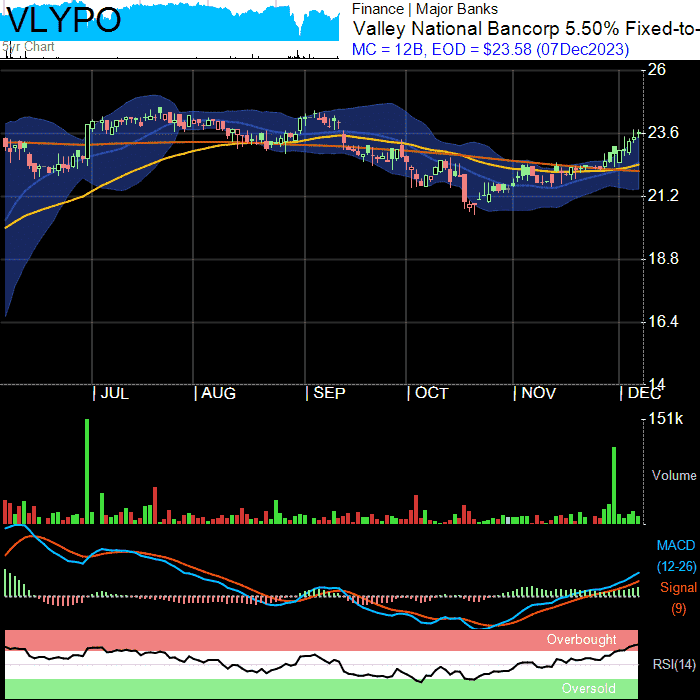 VLYPO
5yr Chart
Finance | Major Banks
Valley National Bancorp 5.50% Fixed-to-
MC = 12B, EOD = $23.58 (07Dec2023)
26
23.6
21.2
18.8
16.4
14
JUL
AUG
SEP
OCT
NOV
DEC
151k
Volume
MACD
(12-26)
Signal
(9)
Overbought
RSI(14)
Oversold